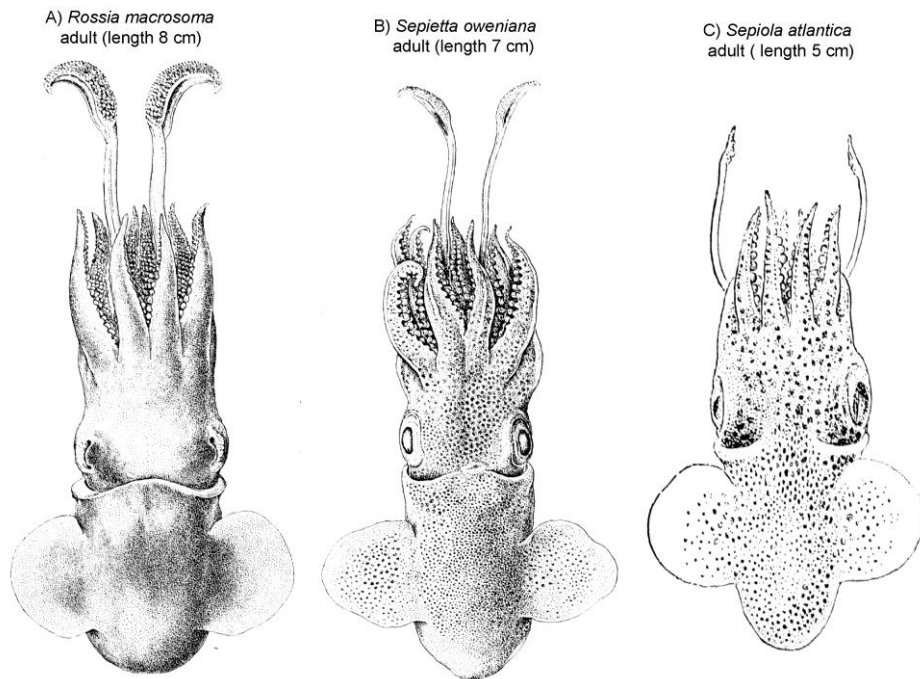 A) Rossia macrosoma
adult (length 8 cm)
B) Sepietta oweniana
adult (length 7 cm)
C) Sepiola atlantica
adult ( length 5 cm)